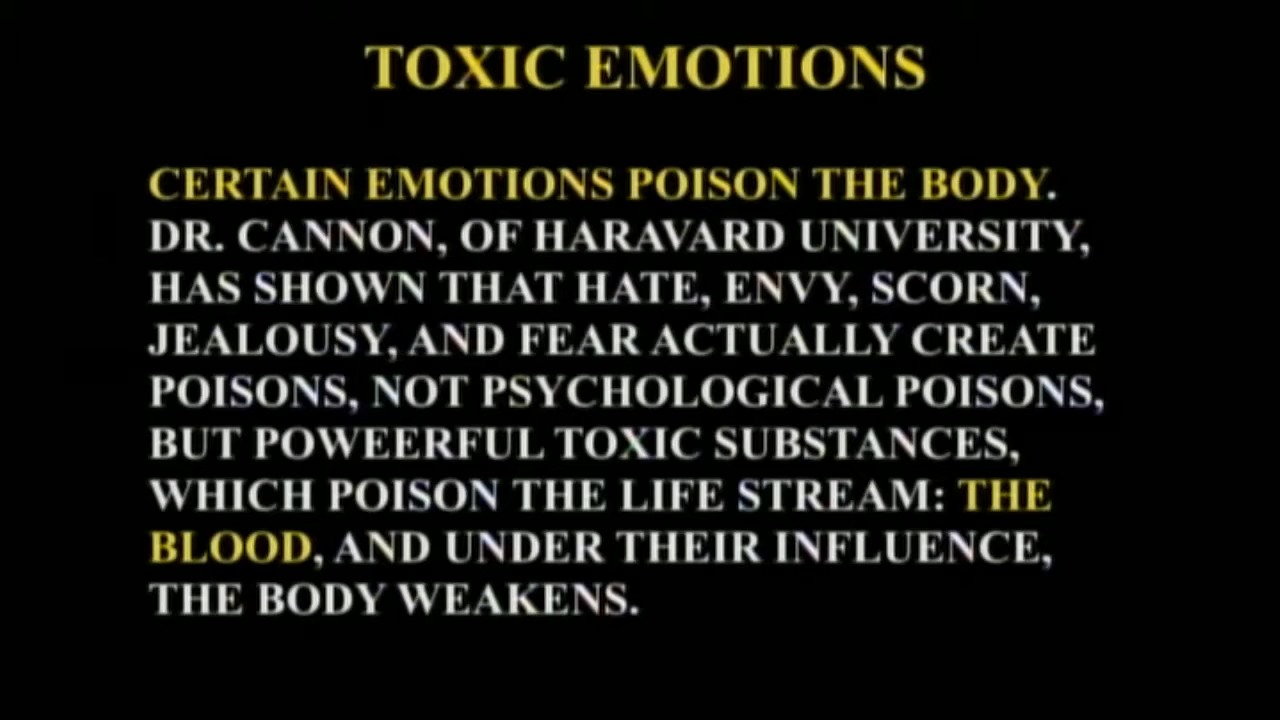 TOXIC EMOTIONS
CERTAIN EMOTIONS POISON THE BODY.
DR. CANNON, OF HARAVARD UNIVERSITY,
HAS SHOWN THAT HATE, ENVY, SCORN,
JEALOUSY, AND FEAR ACTUALLY CREATE
POISONS, NOT PSYCHOLOGICAL POISONS,
BUT POWEERFUL TOXIC SUBSTANCES,
WHICH POISON THE LIFE STREAM: THE
BLOOD, AND UNDER THEIR INFLUENCE,
THE BODY WEAKENS.